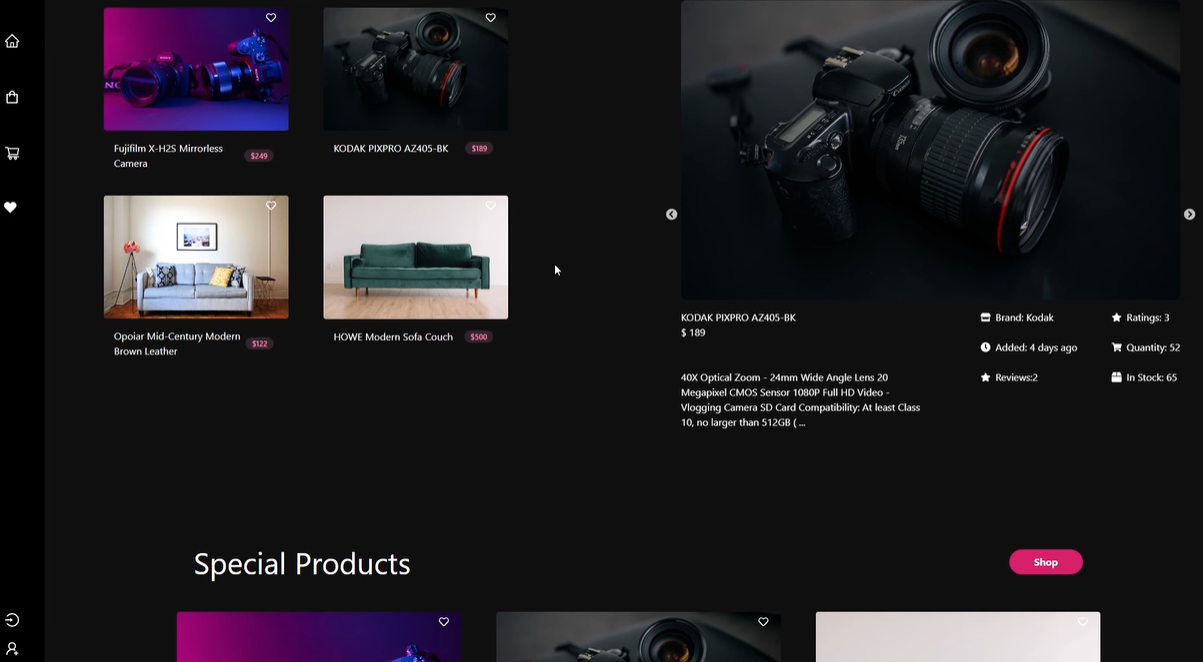 Fujifilm X-H2S Mirrorless
Camera
$249
KODAK PIXPRO AZ405-BK
$189
Opoiar Mid-Century Modern
Brown Leather
$122
HOWE Modern Sofa Couch
$500
KODAK PIXPRO AZ405-BK
$ 189
40X Optical Zoom - 24mm Wide Angle Lens 20
Megapixel CMOS Sensor 1080P Full HD Video -
Vlogging Camera SD Card Compatibility: At least Class
10, no larger than 512GB ( ...
Brand: Kodak
Ratings: 3
Added: 4 days ago
Quantity: 52
Reviews:2
In Stock: 65
Special Products
Shop